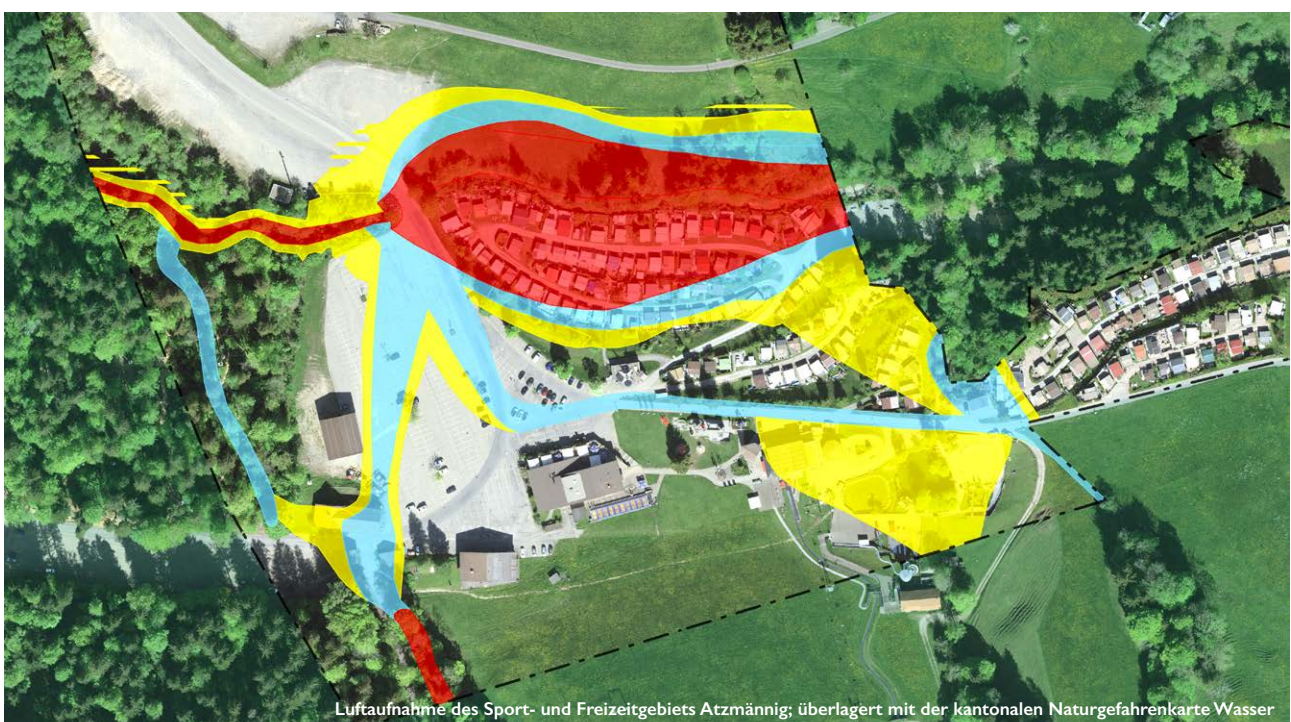 Luftaufnahme des Sport- und Freizeitgebiets Atzmännig; überlagert mit der kantonalen Naturgefahrenkarte Wasser